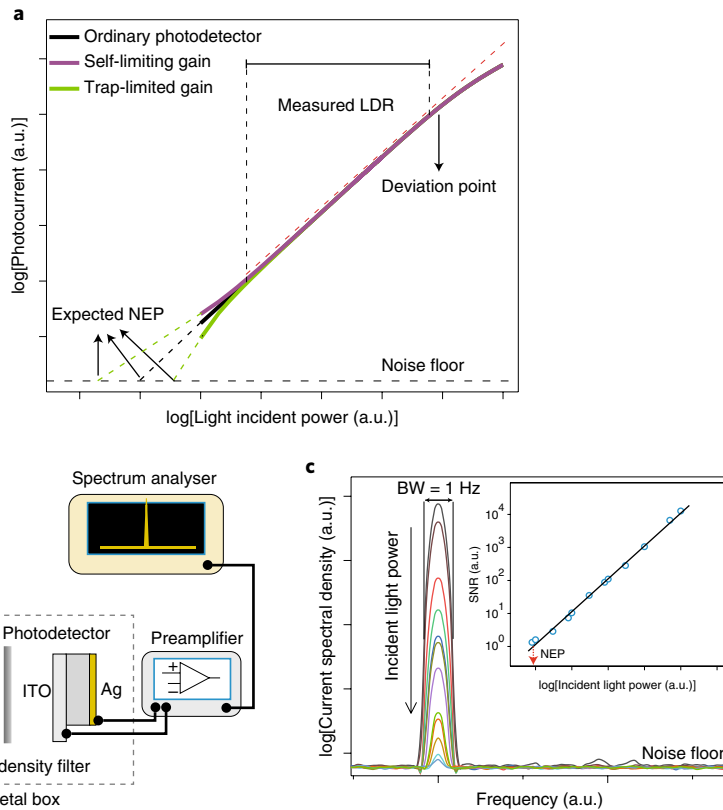 a
Ordinary photodetector
Self-limiting gain
Trap-limited gain
Measured LDR
Deviation point
Expected NEP
Noise floor
log[Photocurrent (a.u.)]
log[Light incident power (a.u.)]
Spectrum analyser
Photodetector
Preamplifier
ITO
Ag
+
–
density filter
etal box
c
BW = 1 Hz
Incident light power
log[Current spectral density (a.u.)]
Noise floor
Frequency (a.u.)
SNR (a.u.)
10⁴
10³
10²
10¹
10⁰
NEP
log[Incident light power (a.u.)]